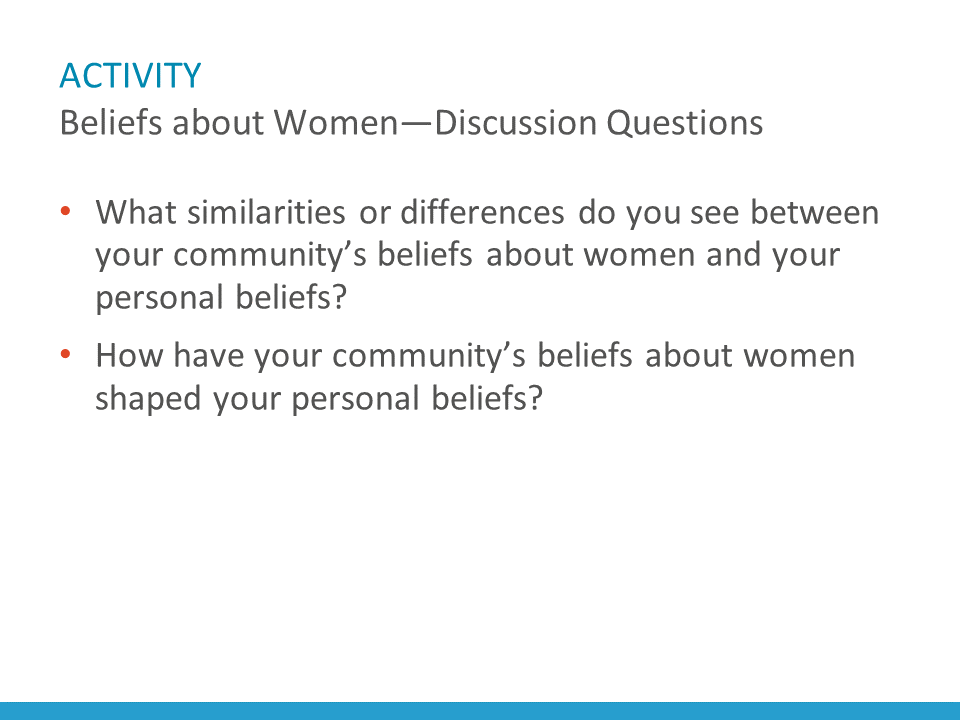 ACTIVITY
Beliefs about Women—Discussion Questions
• What similarities or differences do you see between
your community’s beliefs about women and your
personal beliefs?
• How have your community’s beliefs about women
shaped your personal beliefs?